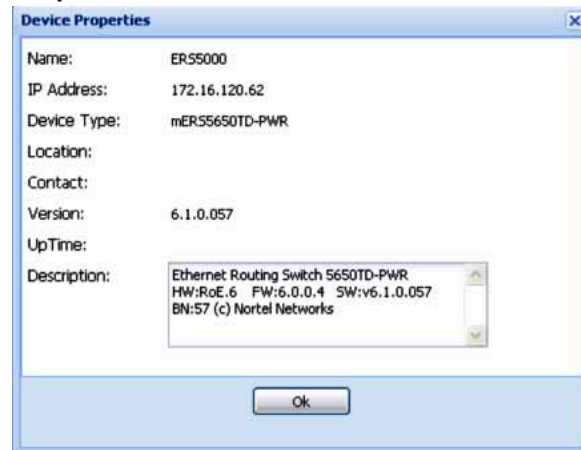 Device Properties
Name: ERS5000
IP Address: 172.16.120.62
Device Type: mERS5650TD-PWR
Location:
Contact:
Version: 6.1.0.057
UpTime:
Description: Ethernet Routing Switch 5650TD-PWR
HW:RoE.6 FW:6.0.0.4 SW:v6.1.0.057
BN:57 (c) Nortel Networks
Ok